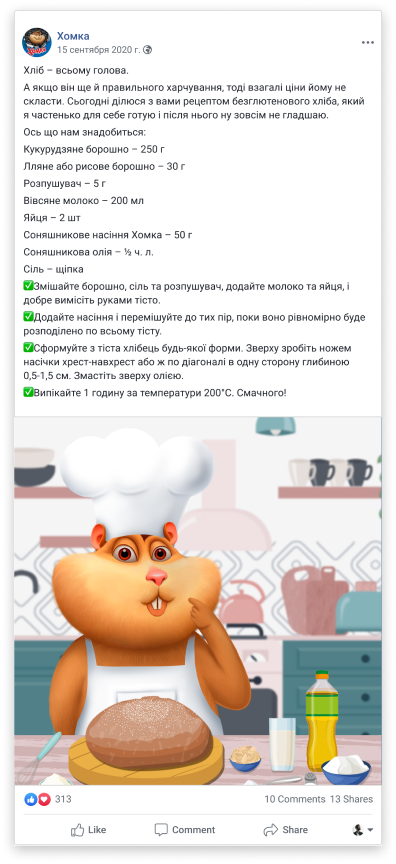 Хомка
15 сентября 2020 г.
Хліб – всьому голова.
А якщо він ще й правильного харчування, тоді взагалі ціни йому не
скласти. Сьогодні ділюся з вами рецептом безглютенового хліба, який
я частенько для себе готую і після нього ну зовсім не гладшаю.
Ось що нам знадобиться:
Кукурудзяне борошно – 250 г
Лляне або рисове борошно – 30 г
Розпушувач – 5 г
Вівсяне молоко – 200 мл
Яйця – 2 шт
Соняшникове насіння Хомка – 50 г
Соняшникова олія – ½ ч. л.
Сіль – щіпка
✅Змішайте борошно, сіль та розпушувач, додайте молоко та яйця, і
добре вимісіть руками тісто.
✅Додайте насіння і перемішуйте до тих пір, поки воно рівномірно буде
розподілено по всьому тісту.
✅Сформуйте з тіста хлібець будь-якої форми. Зверху зробіть ножем
насічки хрест-навхрест або ж по діагоналі в одну сторону глибиною
0,5-1,5 см. Змастіть зверху олією.
✅Випікайте 1 годину за температури 200°С. Смачного!
313
10 Comments 13 Shares
Like Comment Share